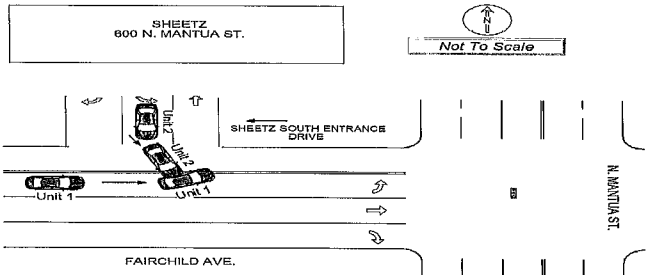 SHEETZ
600 N. MANTUA ST.
N
Not To Scale
Unit 2
SHEETZ SOUTH ENTRANCE
DRIVE
Unit 2
Unit 1
Unit 1
N. MANTUA ST.
FAIRCHILD AVE.